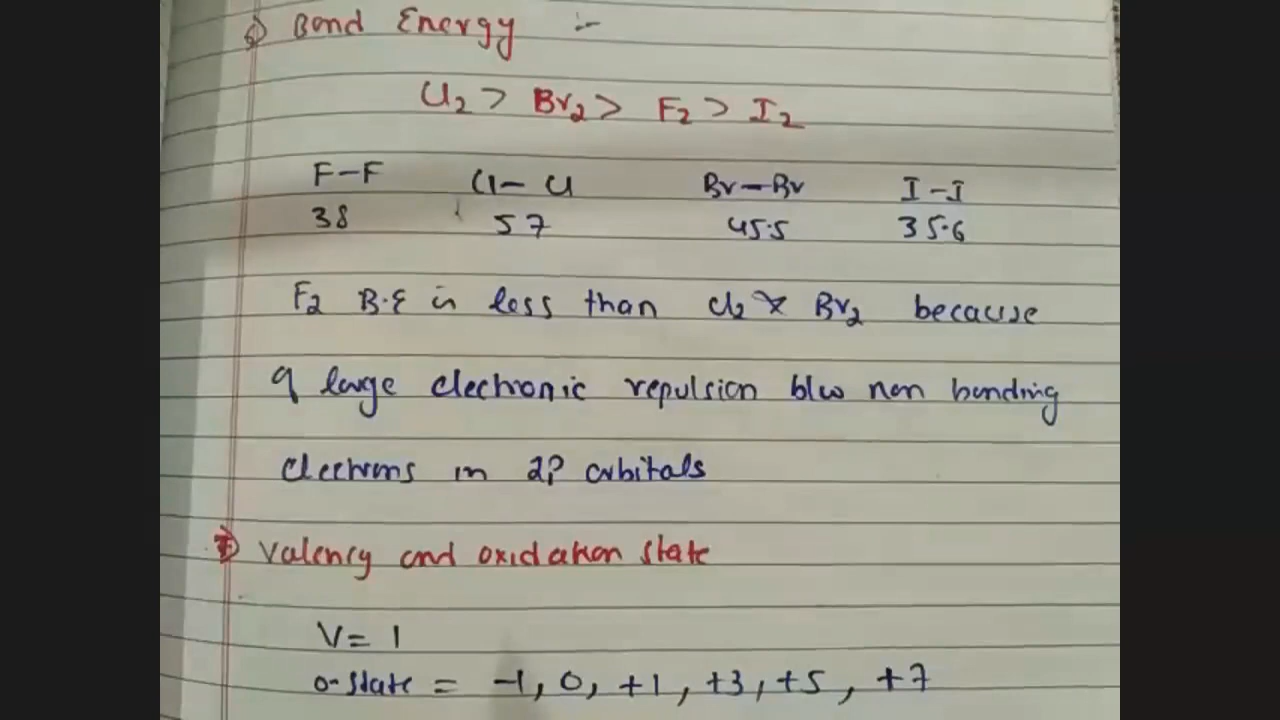 6) Bond Energy :-
Cl2 > Br2 > F2 > I2
F-F Cl-Cl Br-Br I-I
38 57 45.5 35.6
F2 B.E is less than Cl2 & Br2 because
of large electronic repulsion b/w non bonding
electrons in 2p orbitals
7) Valency and oxidation state
V = 1
o-state = -1, 0, +1, +3, +5, +7